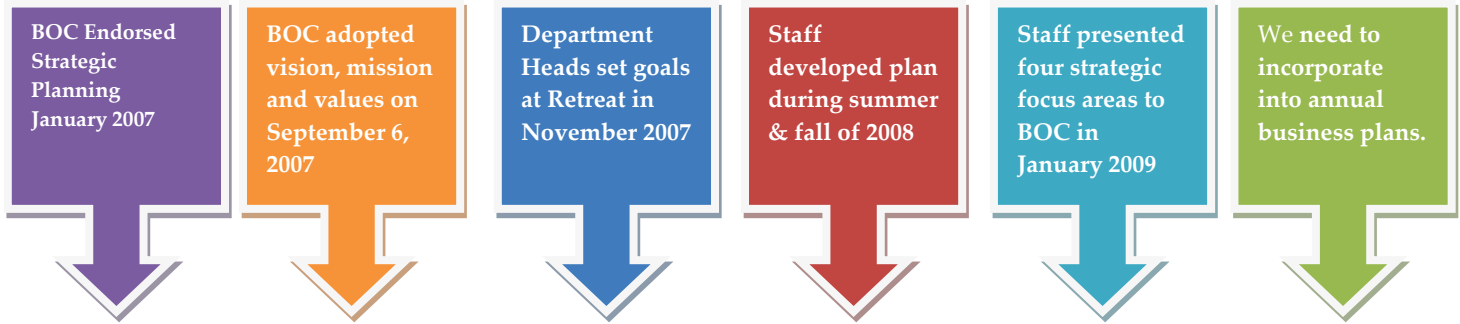 BOC Endorsed
Strategic
Planning
January 2007
BOC adopted
vision, mission
and values on
September 6,
2007
Department
Heads set goals
at Retreat in
November 2007
Staff
developed plan
during summer
& fall of 2008
Staff presented
four strategic
focus areas to
BOC in
January 2009
We need to
incorporate
into annual
business plans.